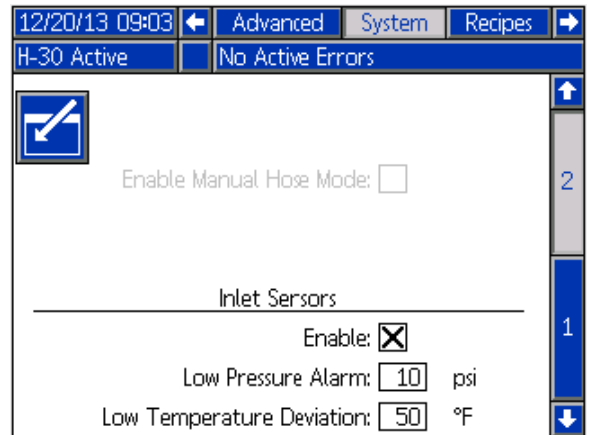 12/20/13 09:03 Advanced System Recipes
H-30 Active No Active Errors
Enable Manual Hose Mode:
2
Inlet Sersors
Enable:
1
Low Pressure Alarm: 10 psi
Low Temperature Deviation: 50 °F